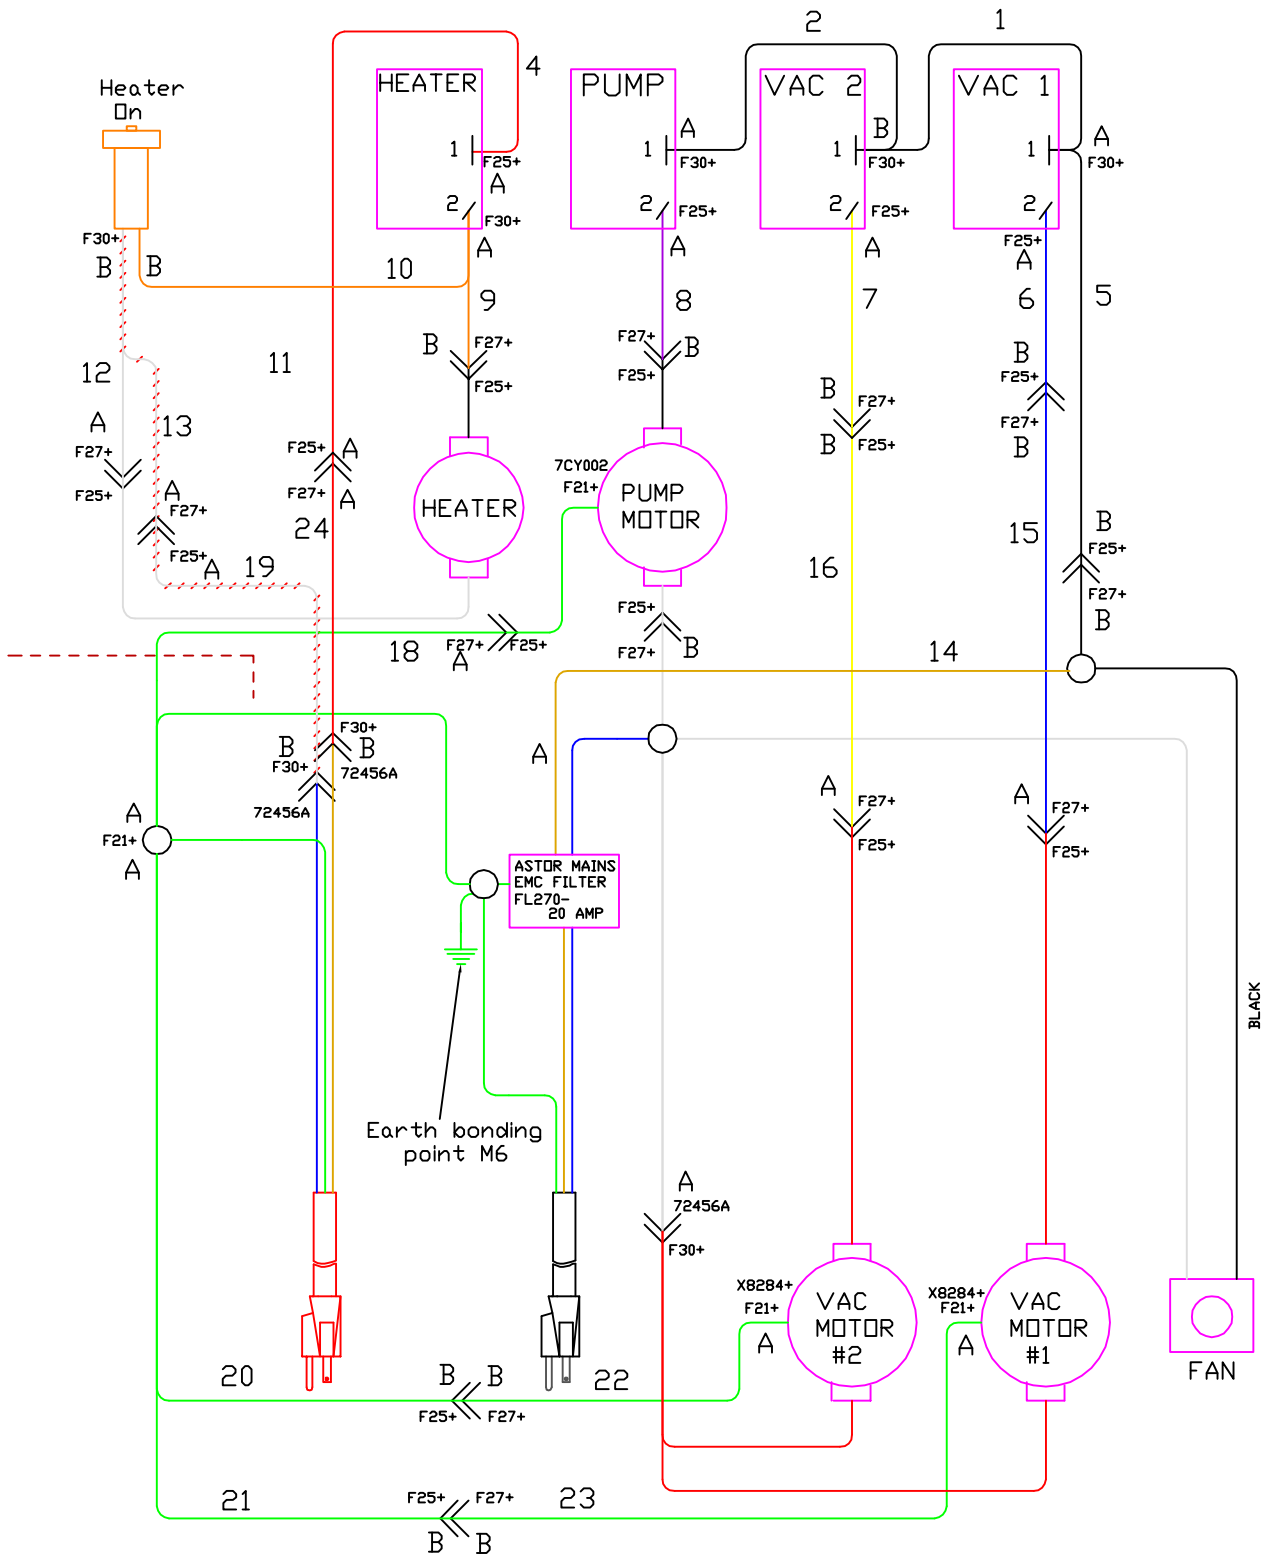 2
1
4
Heater
On
HEATER
PUMP
VAC 2
VAC 1
1
F25+
A
2
F30+
A
1
A
F30+
2
F25+
A
1
B
F30+
2
F25+
A
1
A
F30+
2
F25+
A
F30+
B
B
10
9
8
7
6
5
B
F27+
F25+
F27+
B
F25+
B
F27+
B
F25+
B
F25+
F27+
B
12
11
A
13
F27+
F25+
A
F27+
F25+
A
19
F25+
A
F27+
A
24
HEATER
7CY002
F21+
PUMP
MOTOR
16
15
B
F25+
F27+
B
18
F27+
F25+
A
F25+
F27+
B
14
F30+
B
B
F30+
72456A
72456A
A
A
F21+
A
ASTOR MAINS
EMC FILTER
FL270-
20 AMP
A
F27+
F25+
A
F27+
F25+
BLACK
Earth bonding
point M6
A
72456A
F30+
X8284+
F21+
A
VAC
MOTOR
#2
X8284+
F21+
A
VAC
MOTOR
#1
FAN
20
B
B
F25+
F27+
22
21
F25+
F27+
B
B
23